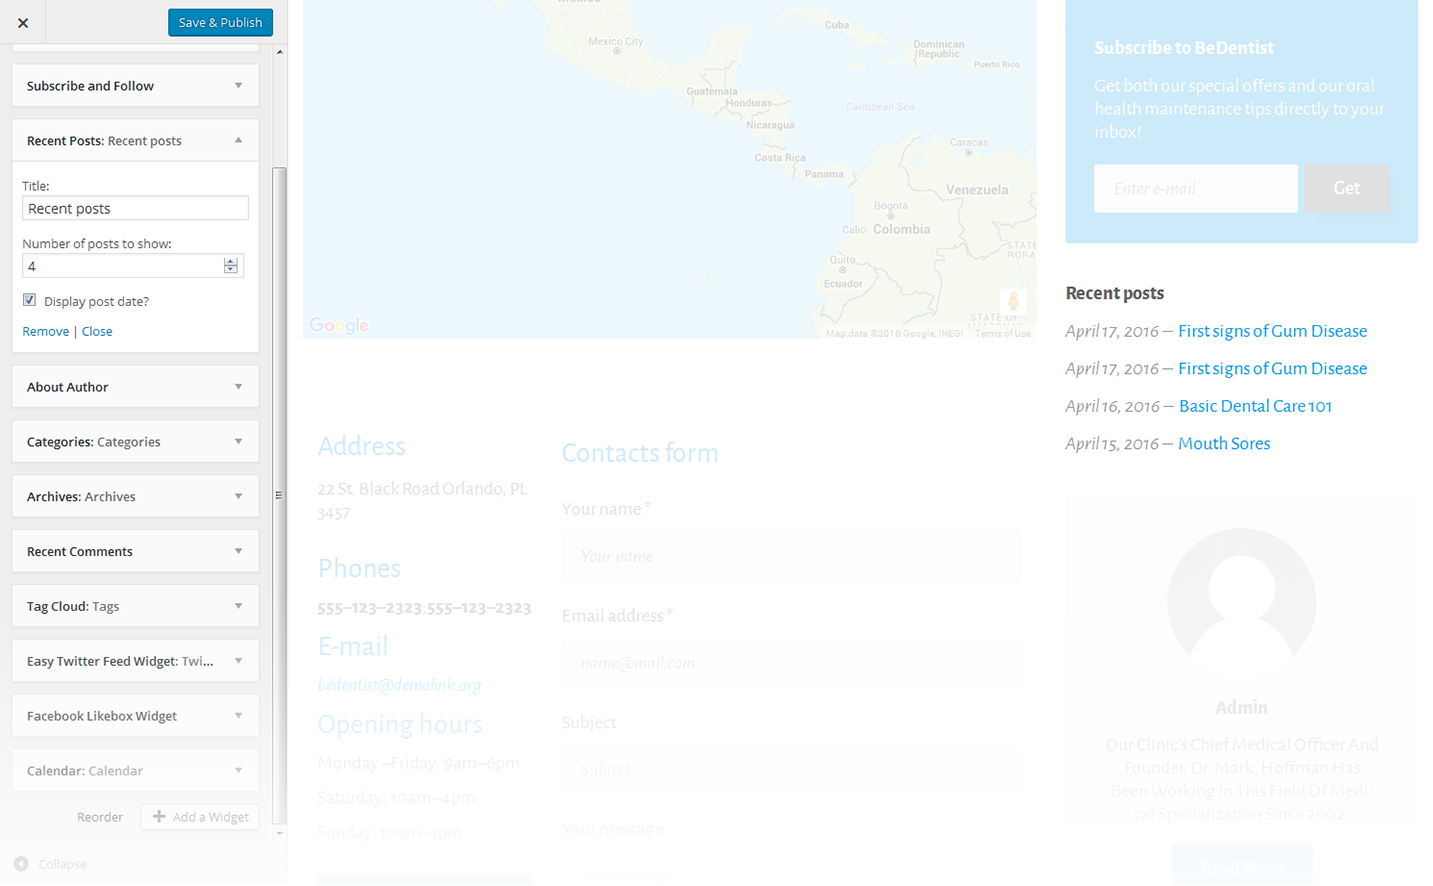 Save & Publish
Subscribe and Follow
Recent Posts: Recent posts
Title:
Recent posts
Number of posts to show:
4
Display post date?
Remove | Close
About Author
Categories: Categories
Archives: Archives
Recent Comments
Tag Cloud: Tags
Easy Twitter Feed Widget: Twi...
Facebook Likebox Widget
Calendar: Calendar
Reorder
Add a Widget
Collapse
Mexico City
Cuba
Dominican
Republic
Puerto Rico
Guatemala
Honduras
Caribbean Sea
Nicaragua
Caracas
Costa Rica
Panama
Venezuela
Bogotá
Calio
Colombia
Quito
Ecuador
Google
Map data ©2016 Google, INEGI
Terms of Use
Address
22 St. Black Road Orlando, PL
3457
Phones
555–123–2323;555–123–2323
E-mail
bedentist@demolink.org
Opening hours
Monday –Friday: 9am–6pm
Saturday: 10am–4pm
Sunday: 10am–4pm
Contacts form
Your name *
Your name
Email address *
name@mail.com
Subject
Subject
Your message
Subscribe to BeDentist
Get both our special offers and our oral
health maintenance tips directly to your
inbox!
Enter e-mail
Get
Recent posts
April 17, 2016 – First signs of Gum Disease
April 17, 2016 – First signs of Gum Disease
April 16, 2016 – Basic Dental Care 101
April 15, 2016 – Mouth Sores
Admin
Our Clinic's Chief Medical Officer And
Founder, Dr. Mark. Hoffman Has
Been Working In This Field Of Medi-
cal Specialization Since 2002
Read More